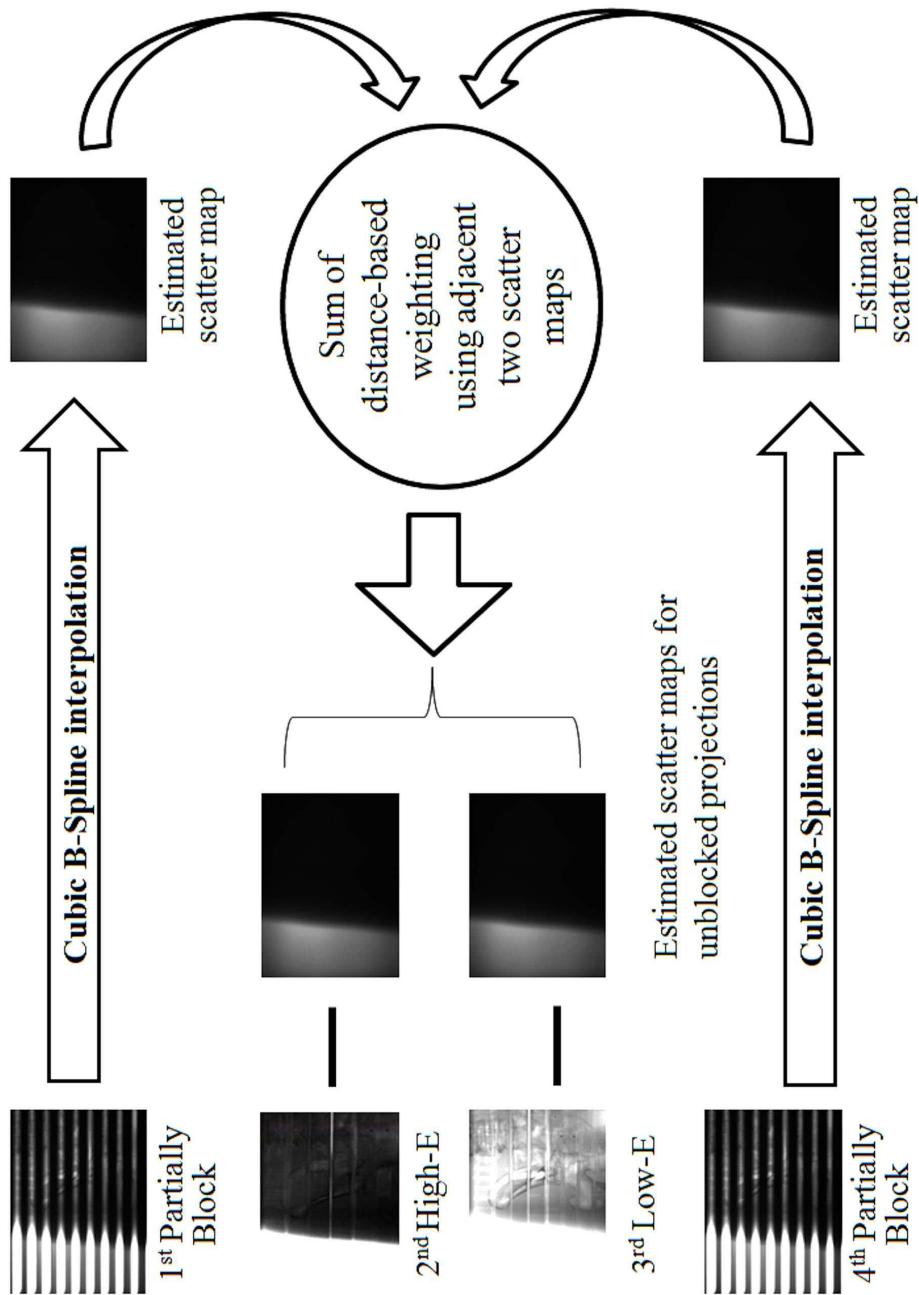 1st Partially
Block
Cubic B-Spline interpolation
Estimated
scatter map
2nd High-E
3rd Low-E
Estimated scatter maps for
unblocked projections
Sum of
distance-based
weighting
using adjacent
two scatter
maps
4th Partially
Block
Cubic B-Spline interpolation
Estimated
scatter map